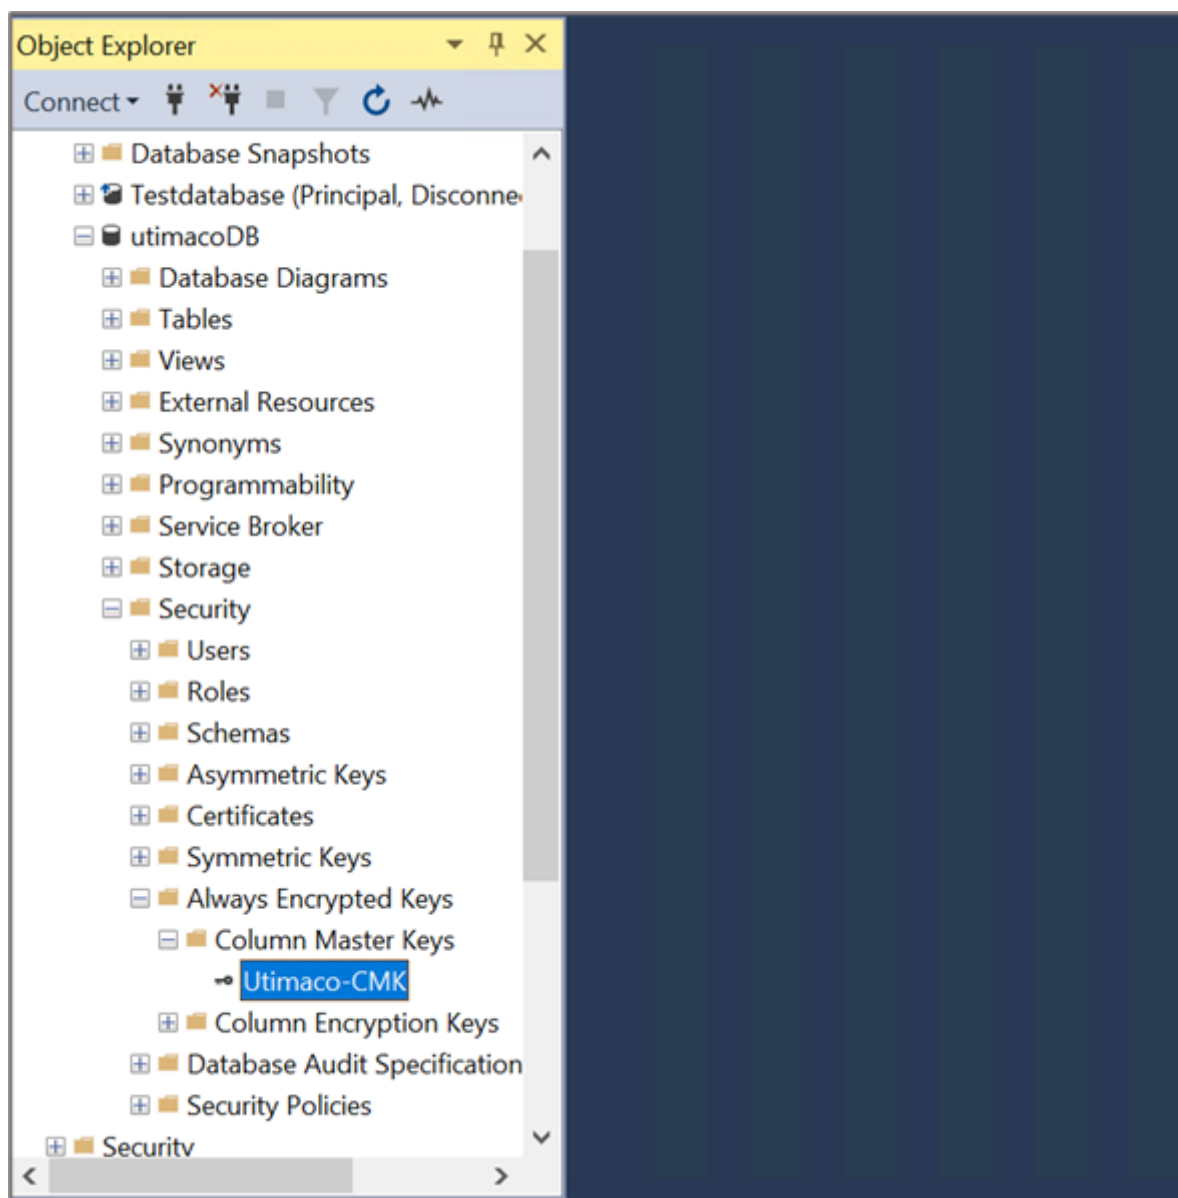 Object Explorer
Connect
Database Snapshots
Testdatabase (Principal, Disconne
utimacoDB
Database Diagrams
Tables
Views
External Resources
Synonyms
Programmability
Service Broker
Storage
Security
Users
Roles
Schemas
Asymmetric Keys
Certificates
Symmetric Keys
Always Encrypted Keys
Column Master Keys
Utimaco-CMK
Column Encryption Keys
Database Audit Specification
Security Policies
Security